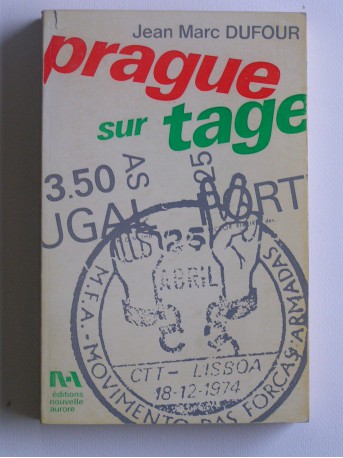 Jean Marc DUFOUR
prague
sur tage
AS
25
3.50
UGAL
PORT
25
ABRIL
M.F.A. - MOVIMENTO DAS FORÇAS ARMADAS
CTT - LISBOA
18-12-1974
éditions
nouvelle
aurore